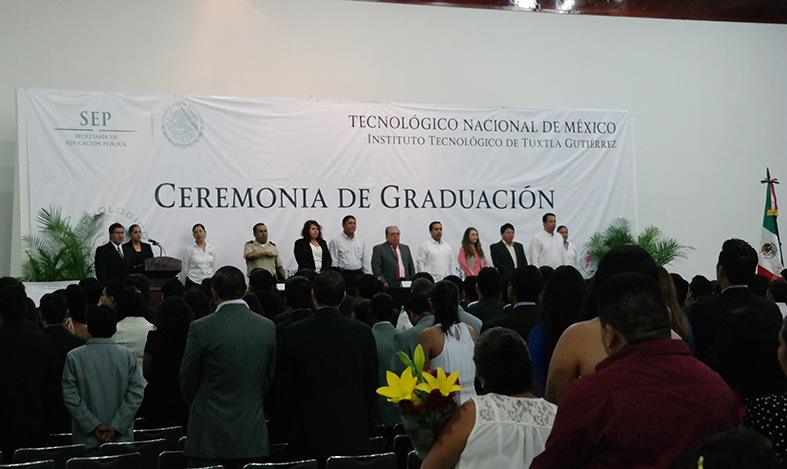 SEP
SECRETARÍA DE
EDUCACIÓN PÚBLICA
TECNOLÓGICO NACIONAL DE MÉXICO
INSTITUTO TECNOLÓGICO DE TUXTLA GUTIÉRREZ
CEREMONIA DE GRADUACIÓN